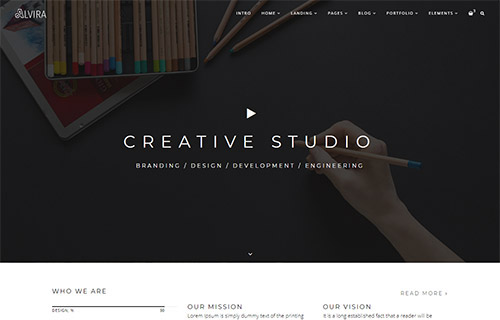 ALVIRA
INTRO HOME LANDING PAGES BLOG PORTFOLIO ELEMENTS
CREATIVE STUDIO
BRANDING / DESIGN / DEVELOPMENT / ENGINEERING
WHO WE ARE
READ MORE
DESIGN, %
OUR MISSION
Lorem Ipsum is simply dummy text of the printing
OUR VISION
It is a long established fact that a reader will be